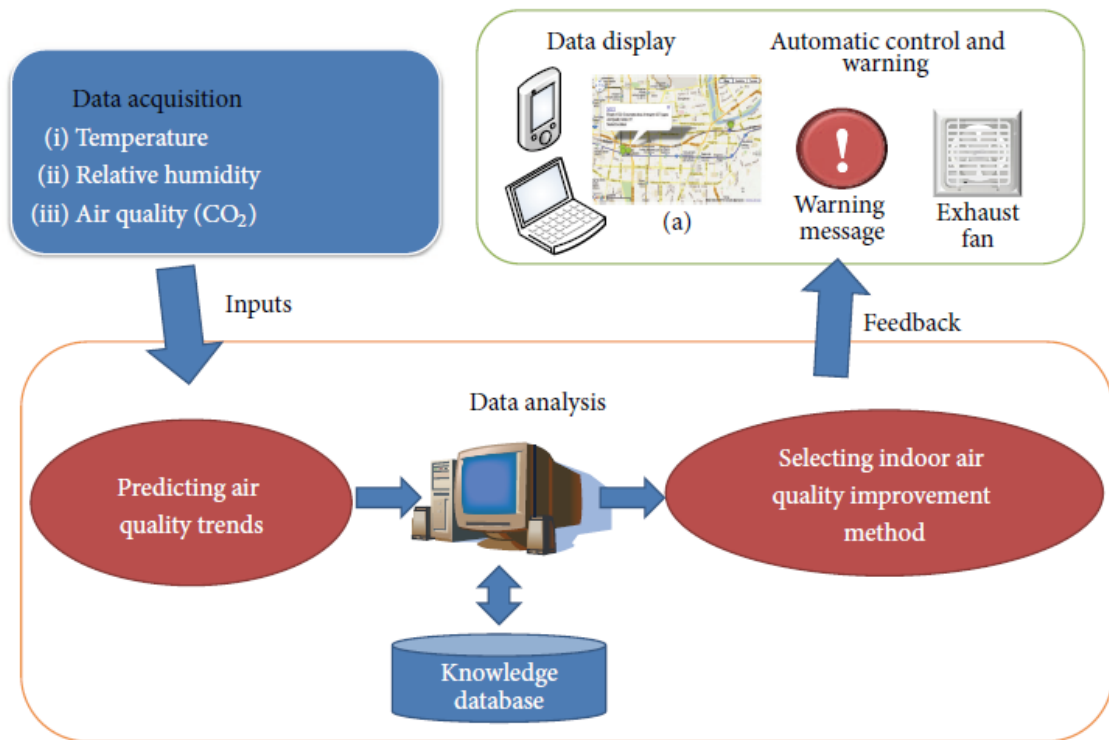 Data acquisition
(i) Temperature
(ii) Relative humidity
(iii) Air quality (CO₂)
Data display
Automatic control and
warning
(a)
Warning
message
Exhaust
fan
Inputs
Feedback
Data analysis
Predicting air
quality trends
Selecting indoor air
quality improvement
method
Knowledge
database